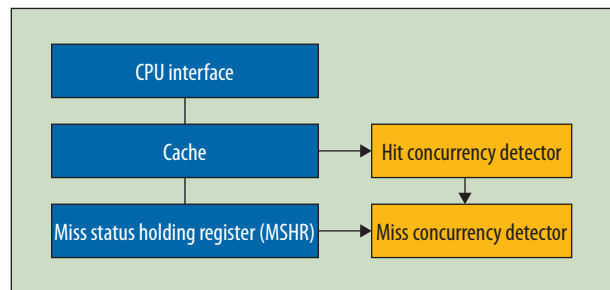 CPU interface
Cache
Hit concurrency detector
Miss status holding register (MSHR)
Miss concurrency detector